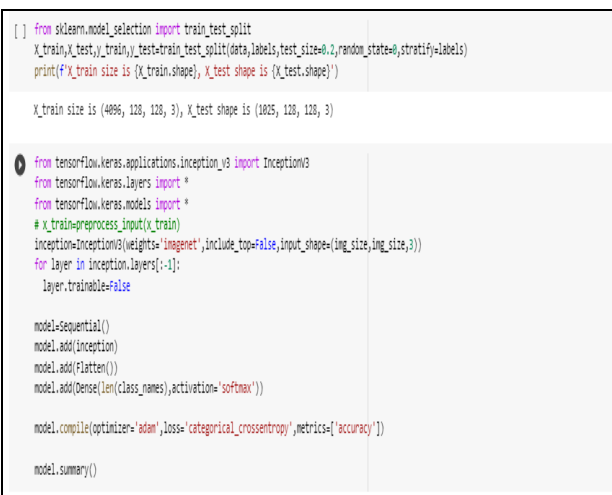 [ ] from sklearn.model_selection import train_test_split
X_train,X_test,y_train,y_test=train_test_split(data,labels,test_size=0.2,random_state=0,stratify=labels)
print(f'X_train size is {X_train.shape}, X_test shape is {X_test.shape}')
X_train size is (4096, 128, 128, 3), X_test shape is (1025, 128, 128, 3)
from tensorflow.keras.applications.inception_v3 import InceptionV3
from tensorflow.keras.layers import *
from tensorflow.keras.models import *
# x_train=preprocess_input(x_train)
inception=InceptionV3(weights='imagenet',include_top=False,input_shape=(img_size,img_size,3))
for layer in inception.layers[:-1]:
  layer.trainable=False
model=Sequential()
model.add(inception)
model.add(Flatten())
model.add(Dense(len(class_names),activation='softmax'))
model.compile(optimizer='adam',loss='categorical_crossentropy',metrics=['accuracy'])
model.summary()